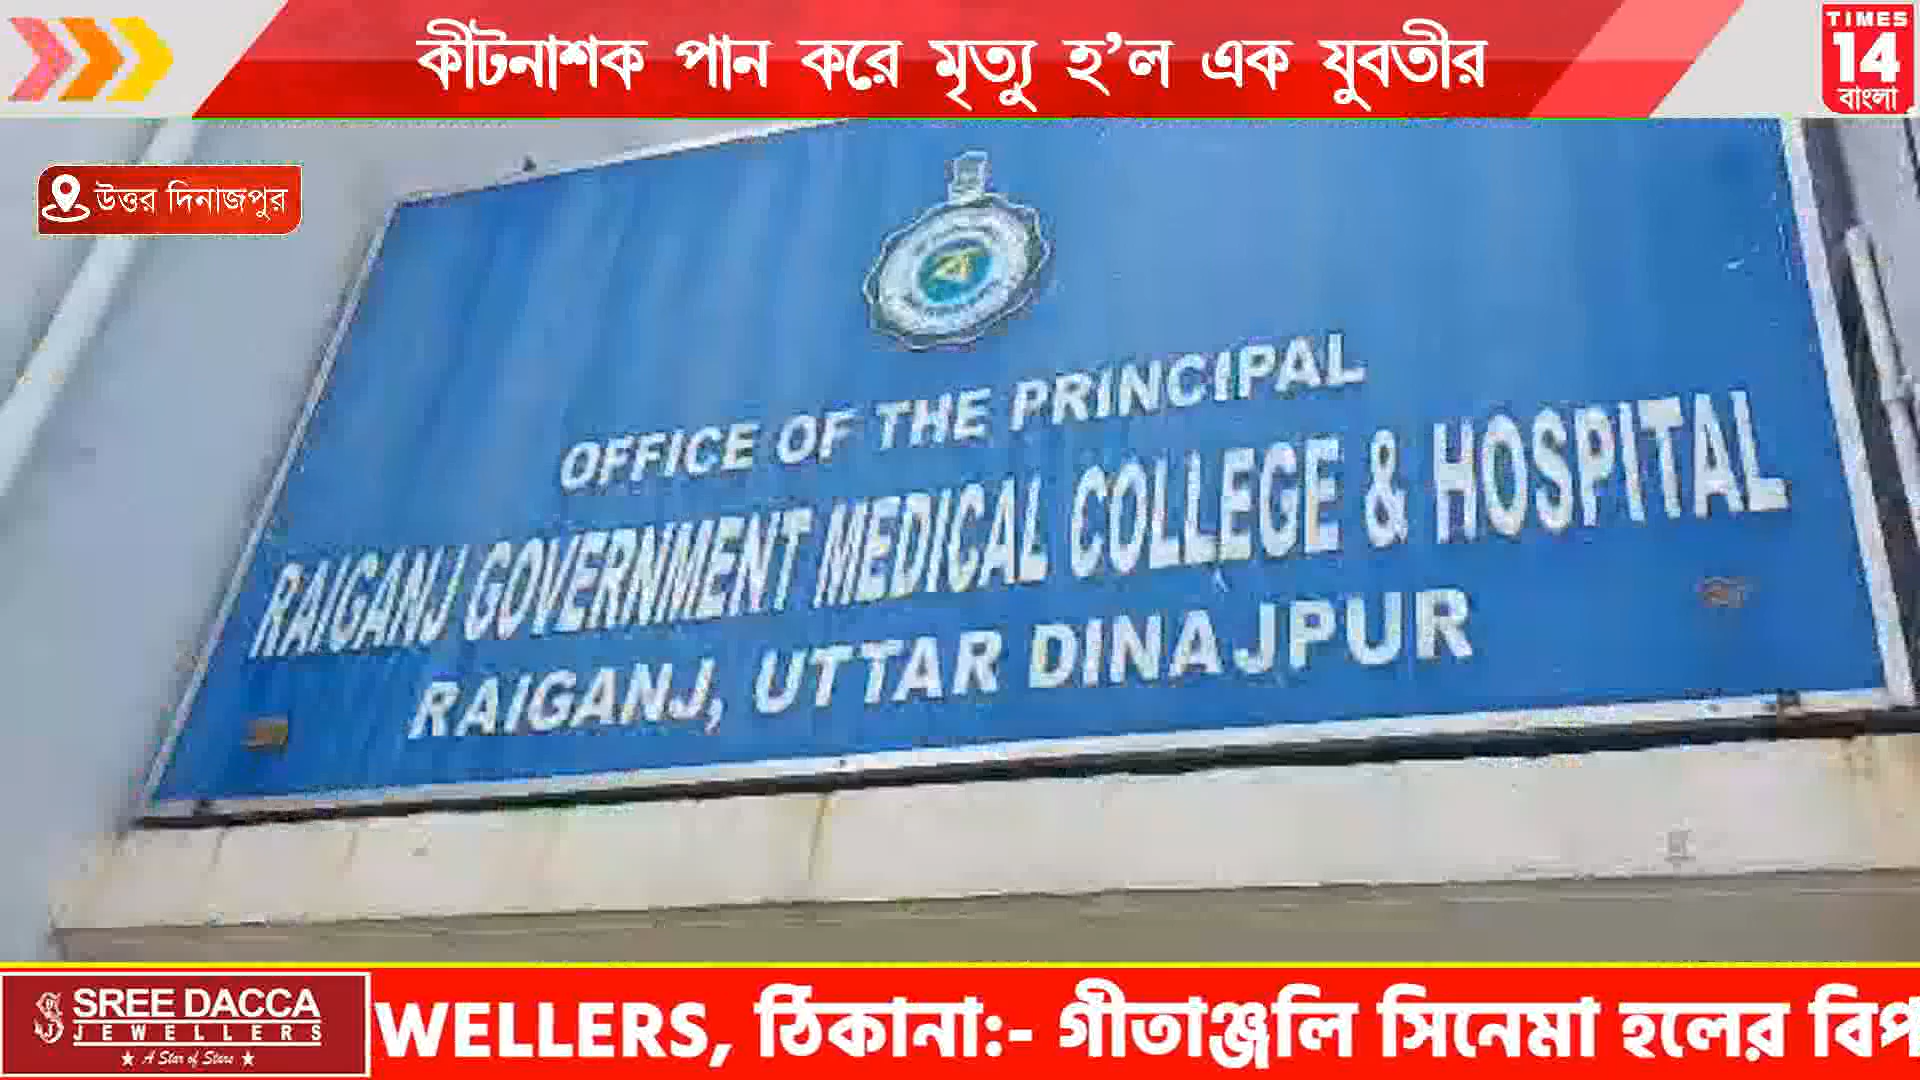 কীটনাশক পান করে মৃত্যু হ'ল এক যুবতীর
TIMES
14
বাংলা
উত্তর দিনাজপুর
OFFICE OF THE PRINCIPAL
RAIGANJ GOVERNMENT MEDICAL COLLEGE & HOSPITAL
RAIGANJ, UTTAR DINAJPUR
SREE DACCA
JEWELLERS
A Star of Stars
WELLERS, ঠিকানা:- গীতাঞ্জলি সিনেমা হলের বিপ